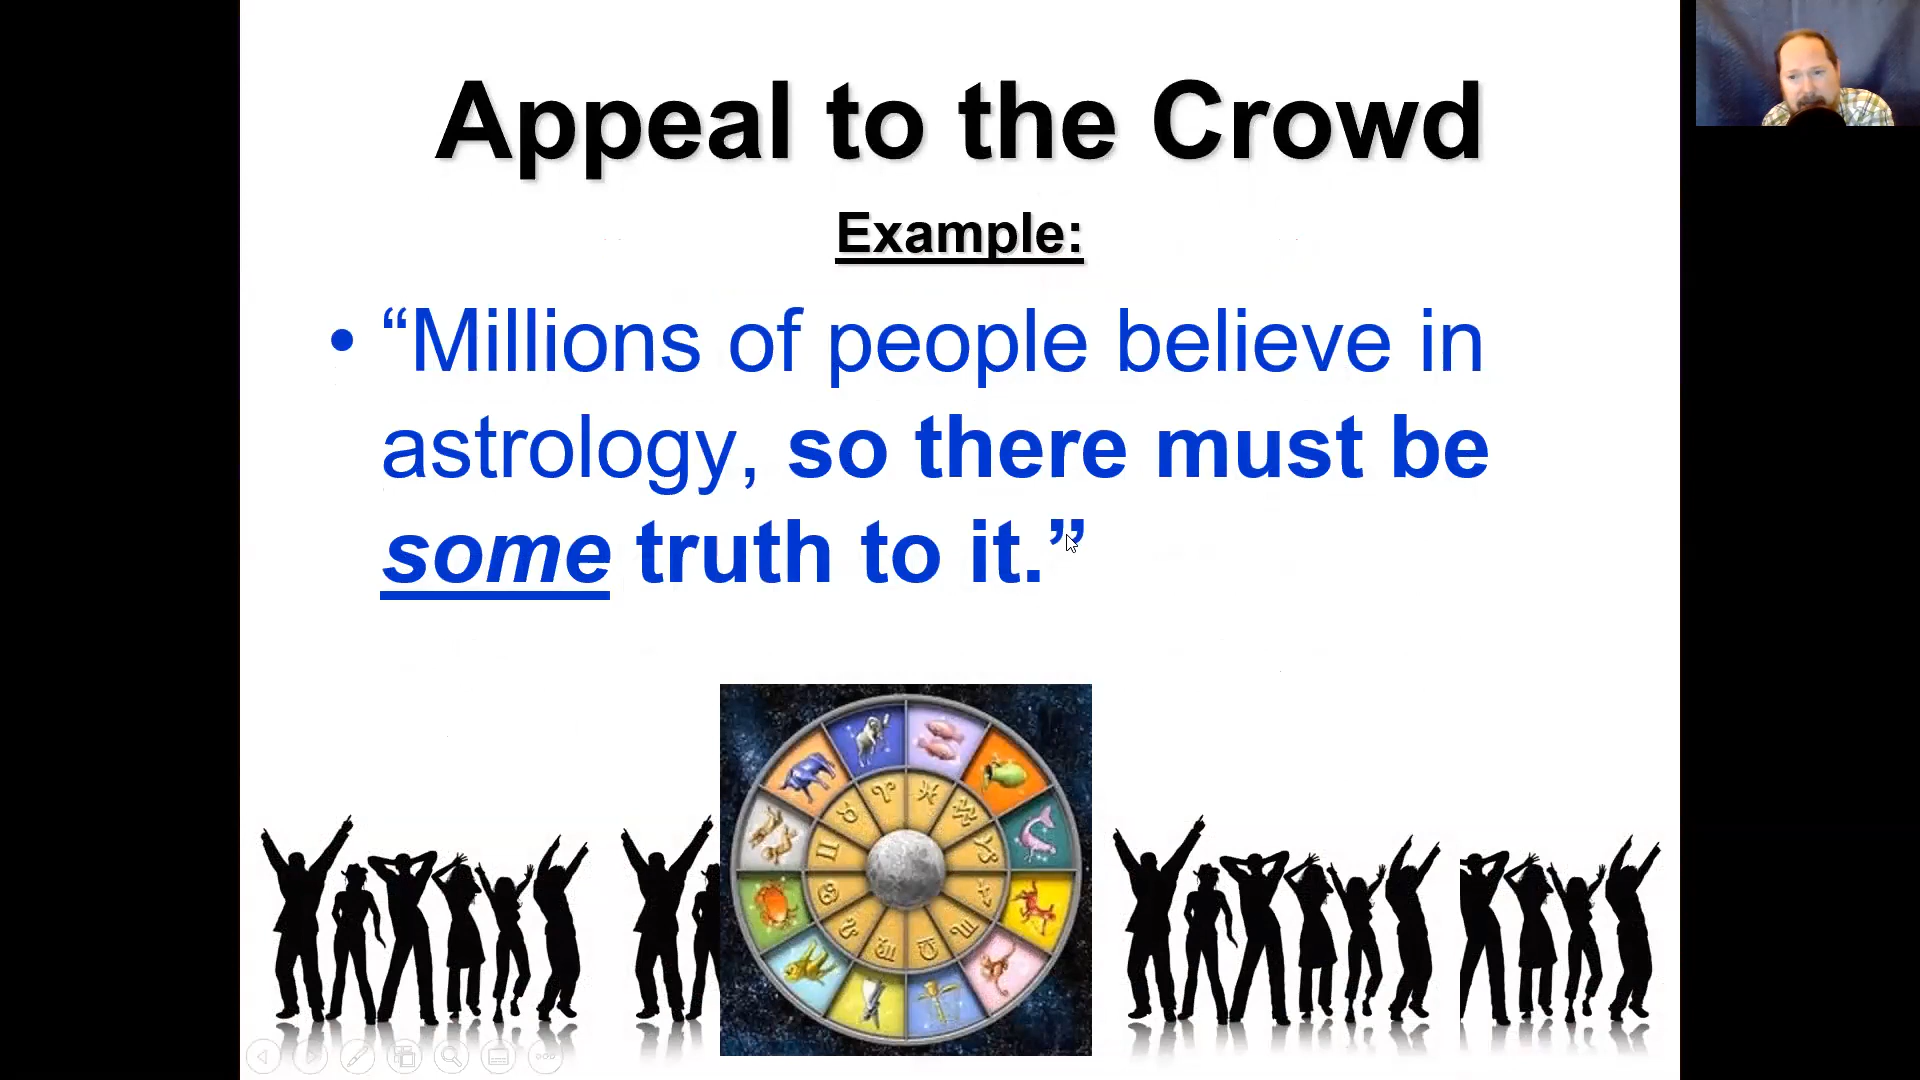 Appeal to the Crowd
Example:
• “Millions of people believe in
astrology, so there must be
some truth to it.”